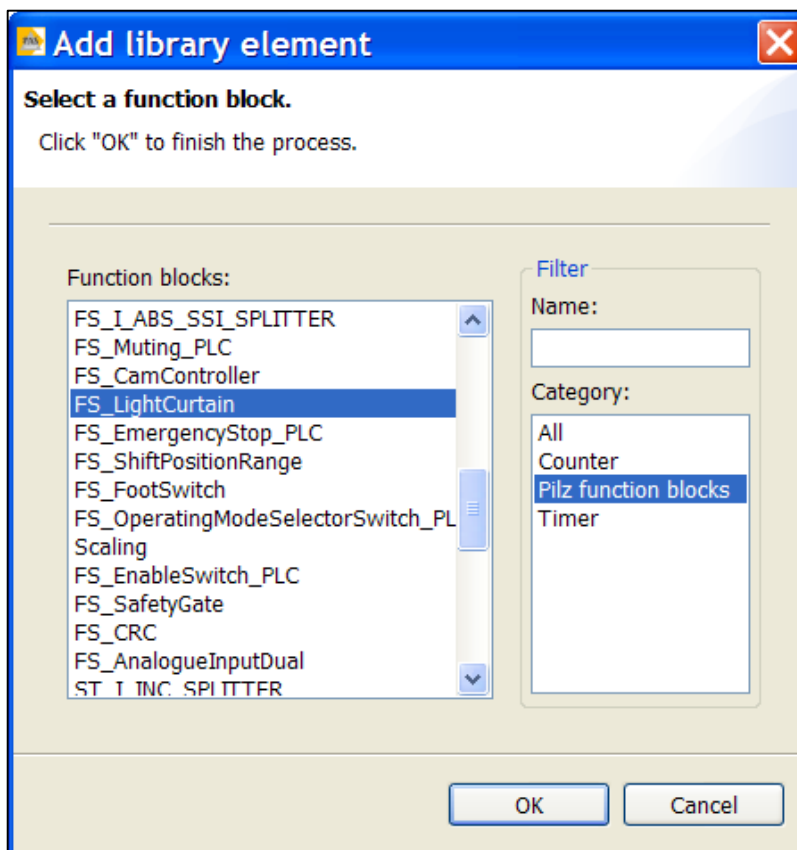 Add library element
Select a function block.
Click "OK" to finish the process.
Function blocks:
FS_I_ABS_SSI_SPLITTER
FS_Muting_PLC
FS_CamController
FS_LightCurtain
FS_EmergencyStop_PLC
FS_ShiftPositionRange
FS_FootSwitch
FS_OperatingModeSelectorSwitch_PL
Scaling
FS_EnableSwitch_PLC
FS_SafetyGate
FS_CRC
FS_AnalogueInputDual
ST_I_INC_SPLITTER
Filter
Name:
Category:
All
Counter
Pilz function blocks
Timer
OK
Cancel